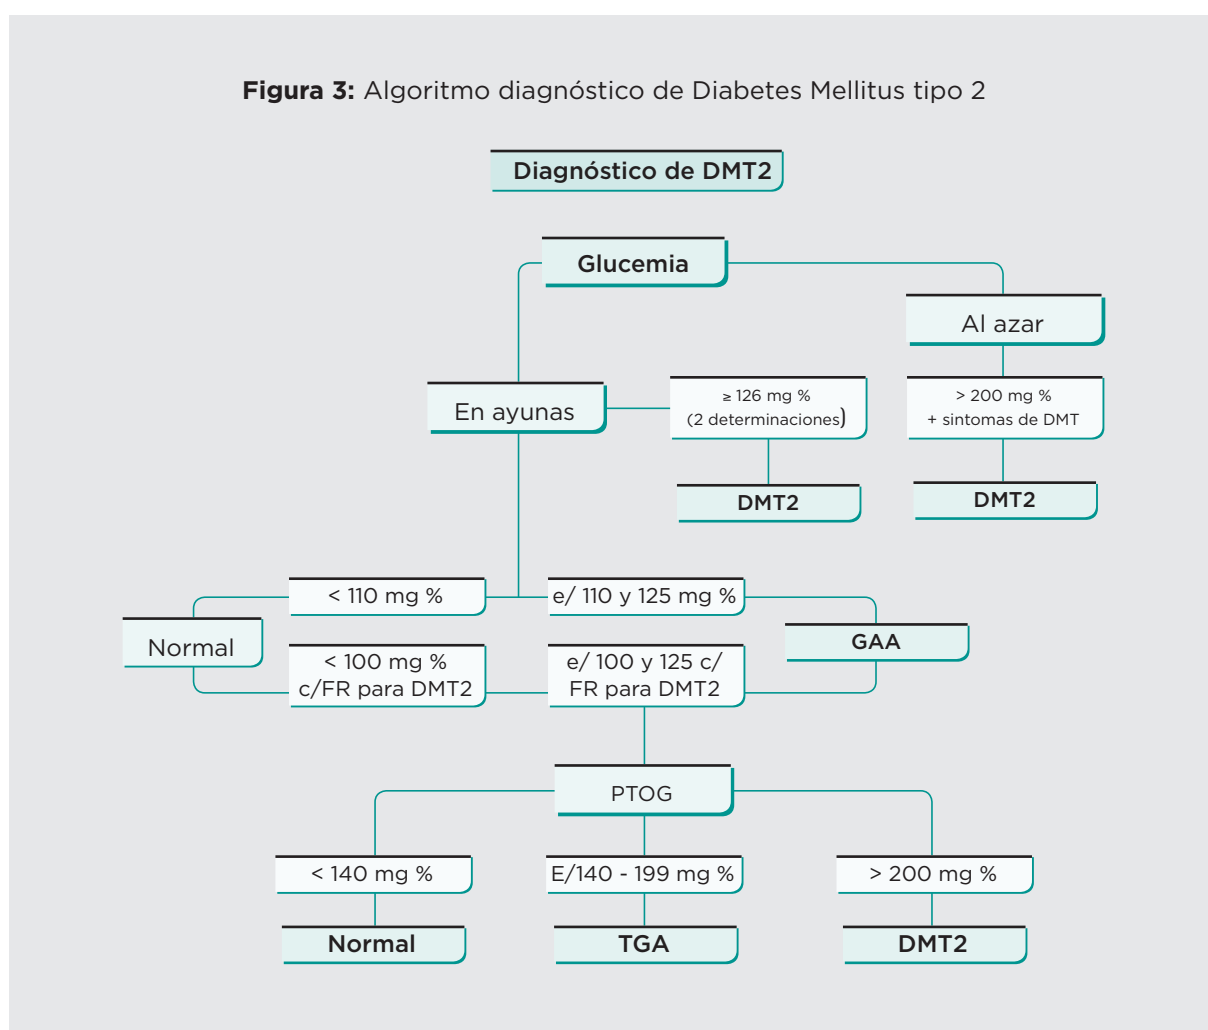 Figura 3: Algoritmo diagnóstico de Diabetes Mellitus tipo 2
Diagnóstico de DMT2
Glucemia
Al azar
En ayunas
≥ 126 mg %
(2 determinaciones)
> 200 mg %
+ sintomas de DMT
DMT2
DMT2
< 110 mg %
e/ 110 y 125 mg %
Normal
GAA
< 100 mg %
c/FR para DMT2
e/ 100 y 125 c/
FR para DMT2
PTOG
< 140 mg %
E/140 - 199 mg %
> 200 mg %
Normal
TGA
DMT2